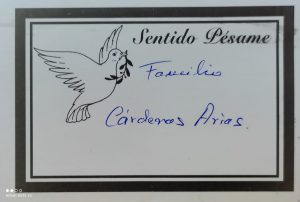 Sentido Pésame
Familia
Cárdenas Arias.